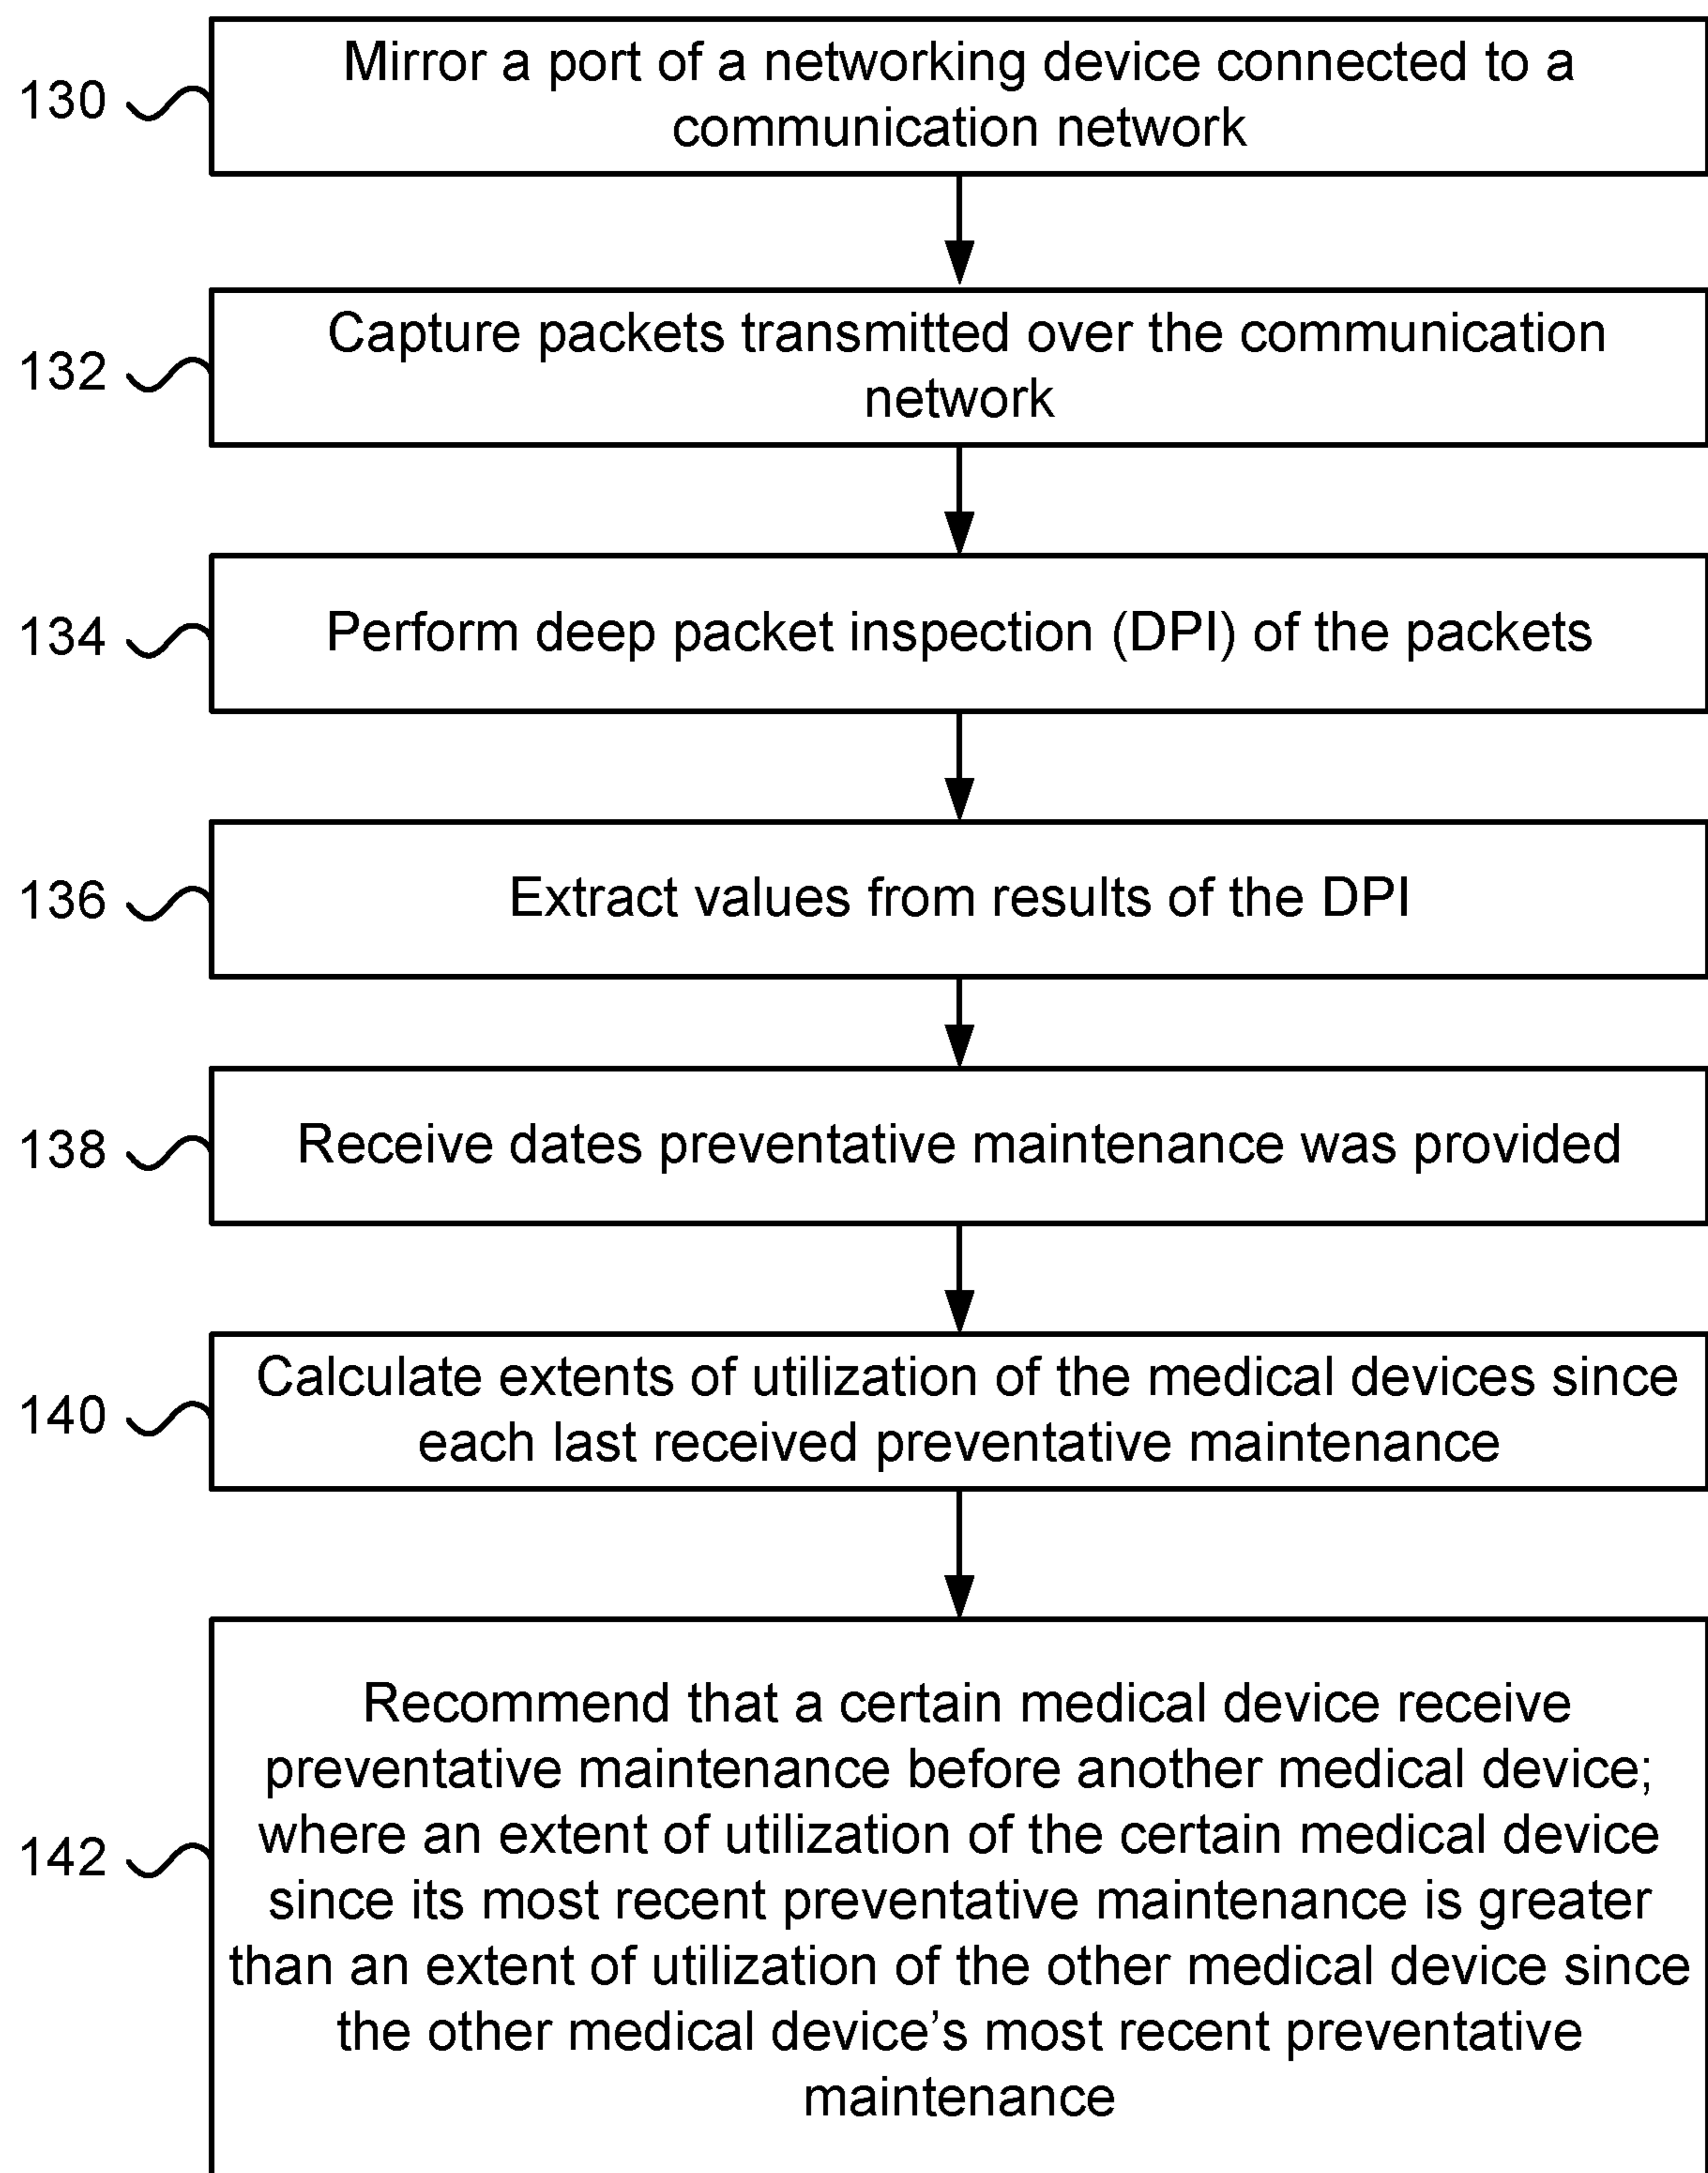 130
Mirror a port of a networking device connected to a
communication network
132
Capture packets transmitted over the communication
network
134
Perform deep packet inspection (DPI) of the packets
136
Extract values from results of the DPI
138
Receive dates preventative maintenance was provided
140
Calculate extents of utilization of the medical devices since
each last received preventative maintenance
142
Recommend that a certain medical device receive
preventative maintenance before another medical device;
where an extent of utilization of the certain medical device
since its most recent preventative maintenance is greater
than an extent of utilization of the other medical device since
the other medical device’s most recent preventative
maintenance